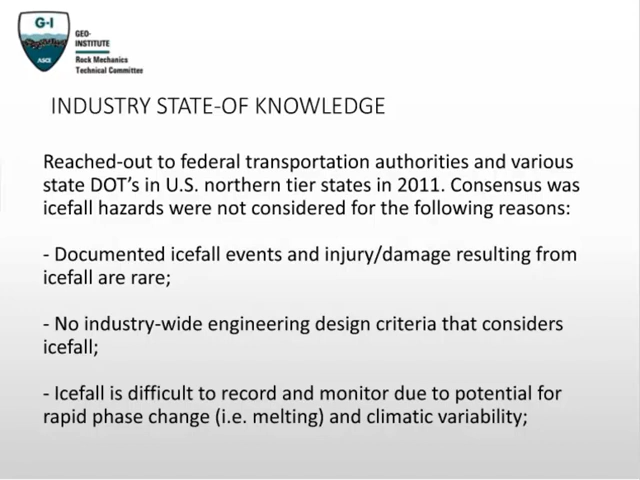 G-I
ASCE
GEO-
INSTITUTE
Rock Mechanics
Technical Committee
INDUSTRY STATE-OF KNOWLEDGE
Reached-out to federal transportation authorities and various
state DOT’s in U.S. northern tier states in 2011. Consensus was
icefall hazards were not considered for the following reasons:
- Documented icefall events and injury/damage resulting from
icefall are rare;
- No industry-wide engineering design criteria that considers
icefall;
- Icefall is difficult to record and monitor due to potential for
rapid phase change (i.e. melting) and climatic variability;